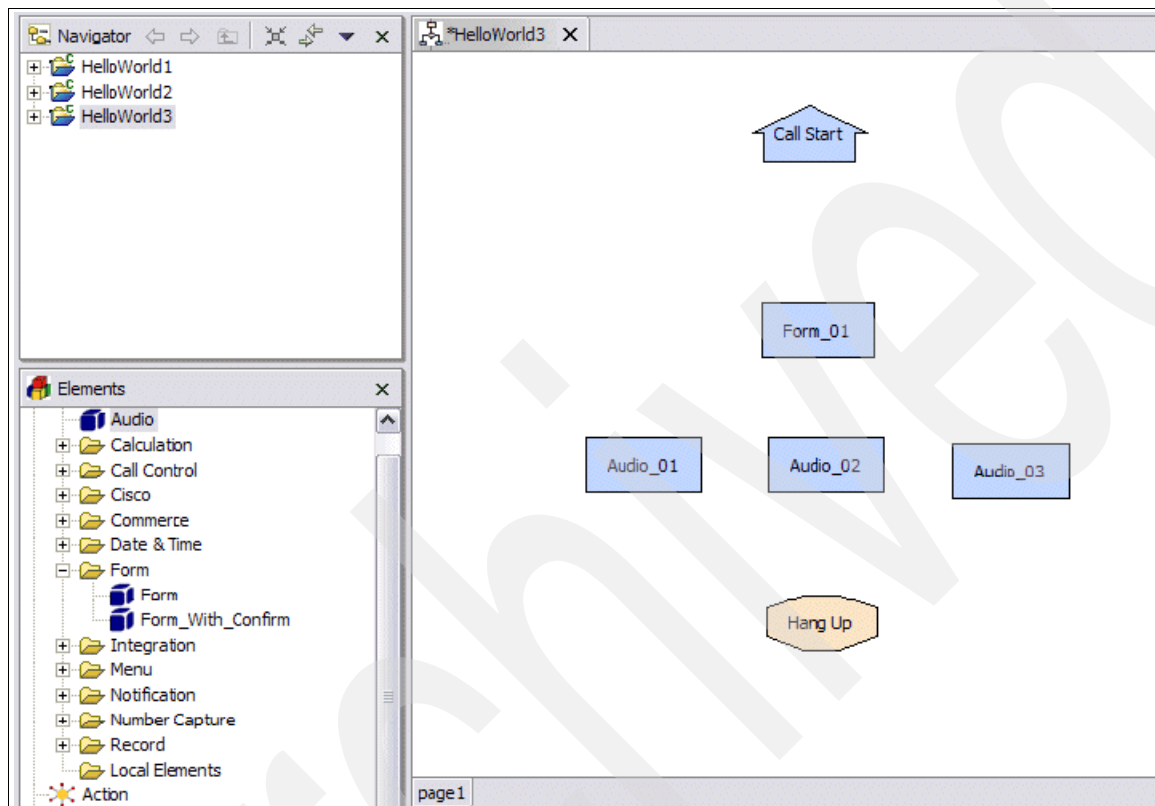 Navigator
HelloWorld1
HelloWorld2
HelloWorld3
Elements
Audio
Calculation
Call Control
Cisco
Commerce
Date & Time
Form
Form
Form_With_Confirm
Integration
Menu
Notification
Number Capture
Record
Local Elements
Action
*HelloWorld3
Call Start
Form_01
Audio_01 Audio_02 Audio_03
Hang Up
page1